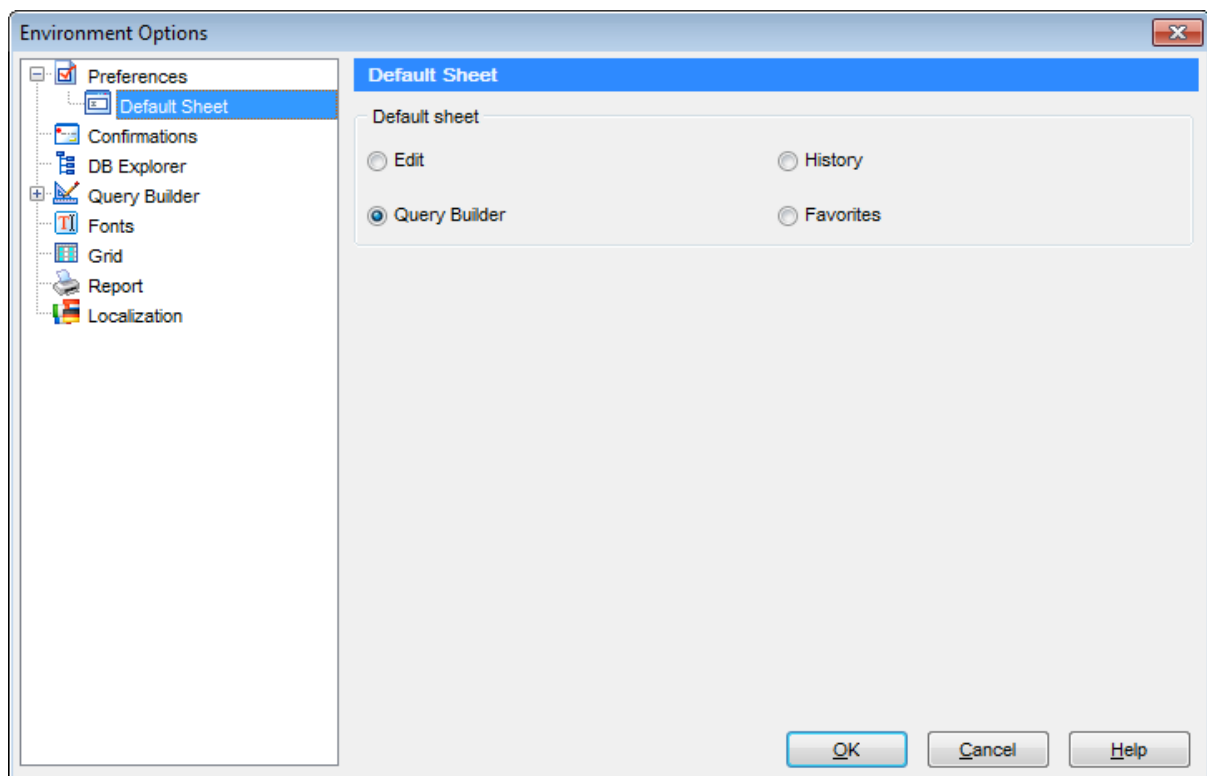 Environment Options
Preferences
Default Sheet
Confirmations
DB Explorer
Query Builder
Fonts
Grid
Report
Localization
Default Sheet
Default sheet
Edit
History
Query Builder
Favorites
OK
Cancel
Help